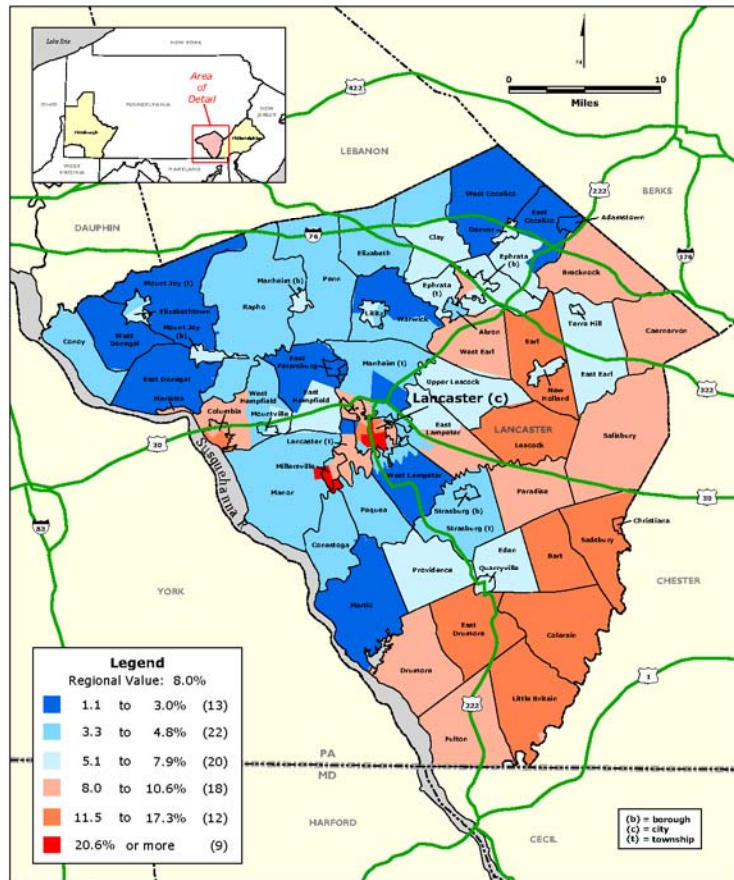 Lake Erie
NEW YORK
OHIO
PENNSYLVANIA
Area
of
Detail
NEW
JERSEY
Pittsburgh
Philadelphia
WEST
VIRGINIA
MARYLAND
0
10
Miles
422
LEBANON
222
BERKS
DAUPHIN
76
176
West Cocalico
East
Cocalico
Adamstown
Denver
Clay
Ephrata
(b)
Ephrata
(t)
Elizabeth
Penn
Brecknock
Mount Joy (t)
Manheim (b)
Rapho
Elizabethtown
Lititz
Warwick
Akron
Terre Hill
Caernarvon
Conoy
West
Donegal
Mount Joy
(b)
West Earl
Earl
East Earl
322
East Donegal
East
Petersburg
Manheim (t)
Upper Leacock
New
Holland
Marietta
Columbia
West
Hempfield
East
Hempfield
Mountville
Lancaster (c)
LANCASTER
Leacock
Salisbury
30
Lancaster (t)
East
Lampeter
Susquehanna R
Millersville
Manor
West Lampeter
Pequea
Strasburg (b)
Strasburg (t)
Paradise
30
83
Conestoga
Christiana
Sadsbury
Bart
Eden
Quarryville
Providence
YORK
CHESTER
Martic
East
Drumore
Colerain
Drumore
Little Britain
1
222
Fulton
Legend
Regional Value: 8.0%
1.1 to 3.0% (13)
3.3 to 4.8% (22)
5.1 to 7.9% (20)
8.0 to 10.6% (18)
11.5 to 17.3% (12)
20.6% or more (9)
PA
MD
HARFORD
CECIL
(b) = borough
(c) = city
(t) = township